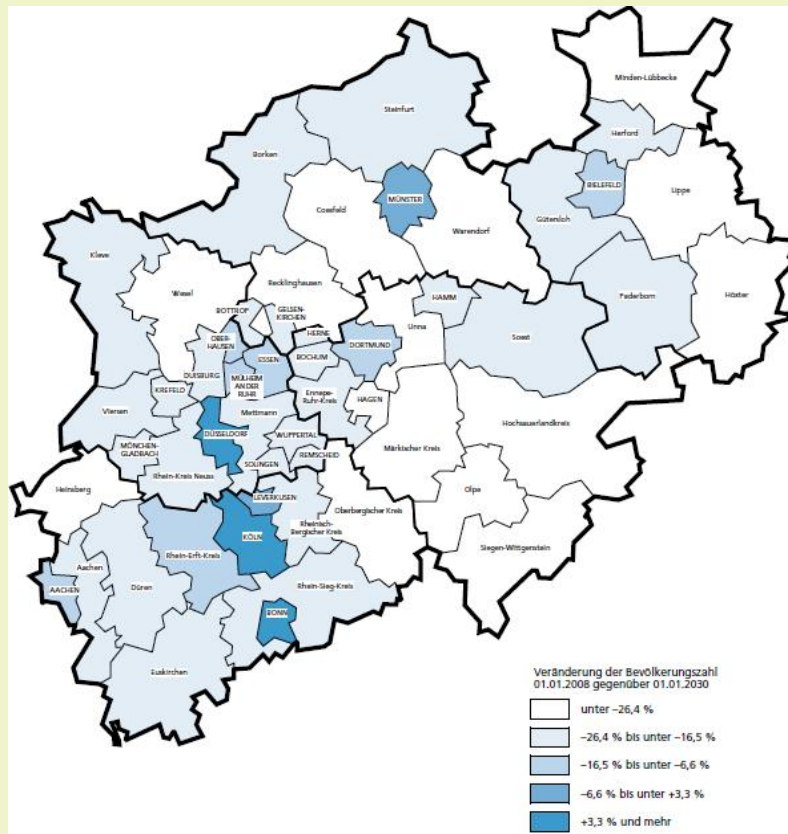 Minden-Lübbecke
Steinfurt
Herford
Borken
BIELEFELD
Lippe
MÜNSTER
Coesfeld
Gütersloh
Warendorf
Kleve
Recklinghausen
Wesel
Paderborn
Höxter
HAMM
BOTTROP
GELSEN-
KIRCHEN
Unna
Soest
HERNE
OBER-
HAUSEN
DORTMUND
BOCHUM
ESSEN
DUISBURG
MÜLHEIM
AN DER
RUHR
KREFELD
Ennepe-
Ruhr-Kreis
HAGEN
Viersen
Mettmann
Hochsauerlandkreis
DÜSSELDORF
WUPPERTAL
MÖNCHEN-
GLADBACH
Märkischer Kreis
REMSCHEID
SOLINGEN
Rhein-Kreis Neuss
Heinsberg
Olpe
LEVERKUSEN
Oberbergischer Kreis
Rheinisch-
Bergischer Kreis
KÖLN
Siegen-Wittgenstein
Rhein-Erft-Kreis
Aachen
Düren
Rhein-Sieg-Kreis
AACHEN
BONN
Euskirchen
Veränderung der Bevölkerungszahl
01.01.2008 gegenüber 01.01.2030
unter –26,4 %
–26,4 % bis unter –16,5 %
–16,5 % bis unter –6,6 %
–6,6 % bis unter +3,3 %
+3,3 % und mehr